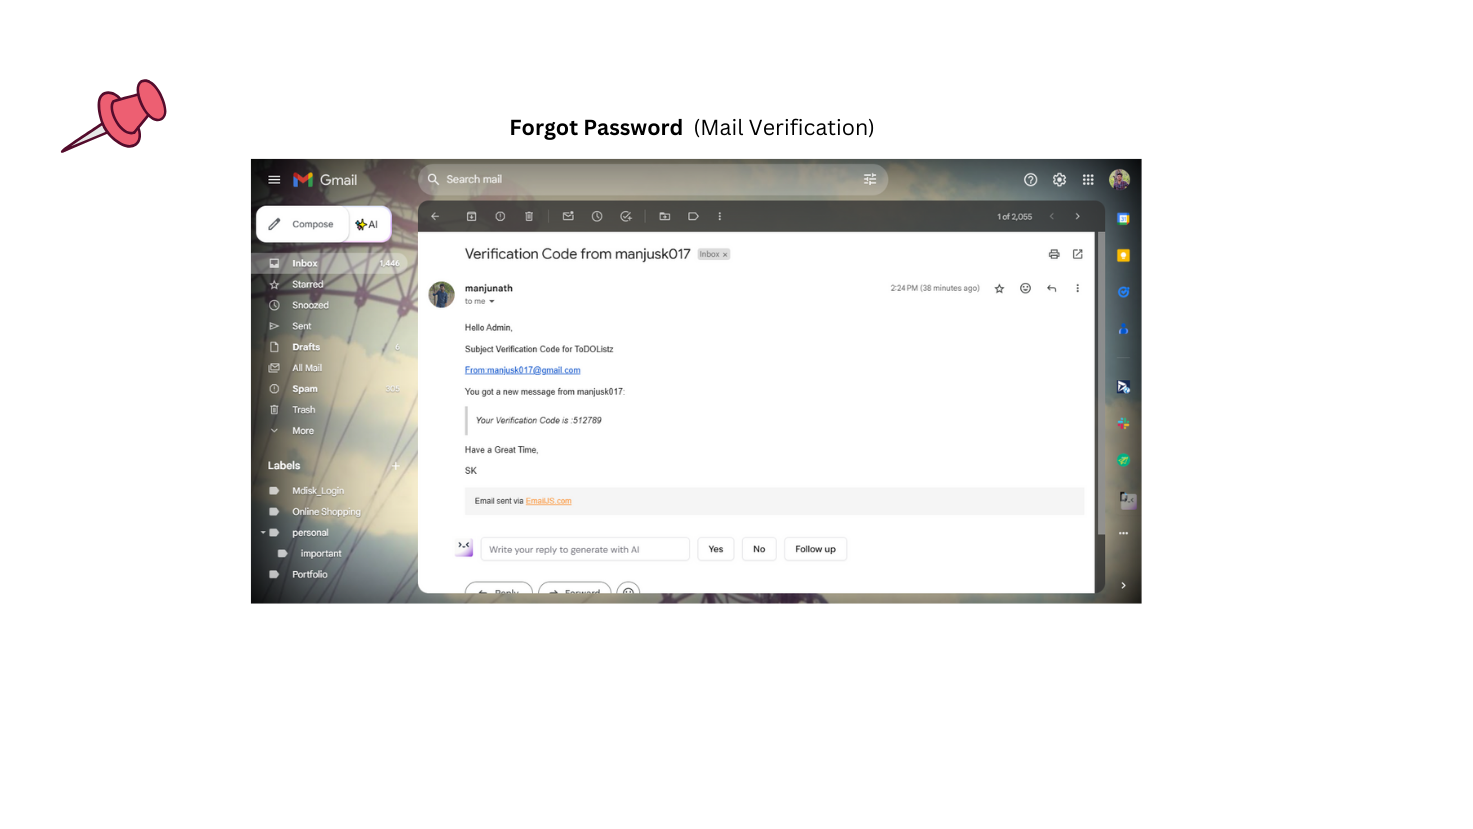 Forgot Password (Mail Verification)
Gmail
Search mail
Compose
AI
1 of 2,055
Inbox 1,446
Starred
Snoozed
Sent
Drafts 6
All Mail
Spam
Trash
More
Labels
Mdisk_Login
Online Shopping
personal
important
Portfolio
Verification Code from manjusk017 Inbox x
manjunath
2:24 PM (38 minutes ago)
to me
Hello Admin,
Subject Verification Code for ToDOListz
From:manjusk017@gmail.com
You got a new message from manjusk017:
Your Verification Code is :512789
Have a Great Time,
SK
Email sent via EmailJS.com
Write your reply to generate with AI
Yes
No
Follow up
Reply
Forward